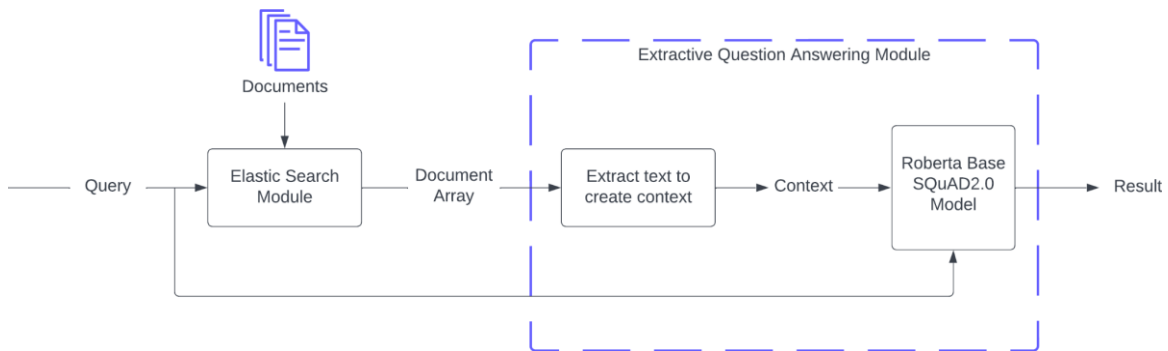 Extractive Question Answering Module
Documents
Query
Elastic Search
Module
Document
Array
Extract text to
create context
Context
Roberta Base
SQuAD2.0
Model
Result